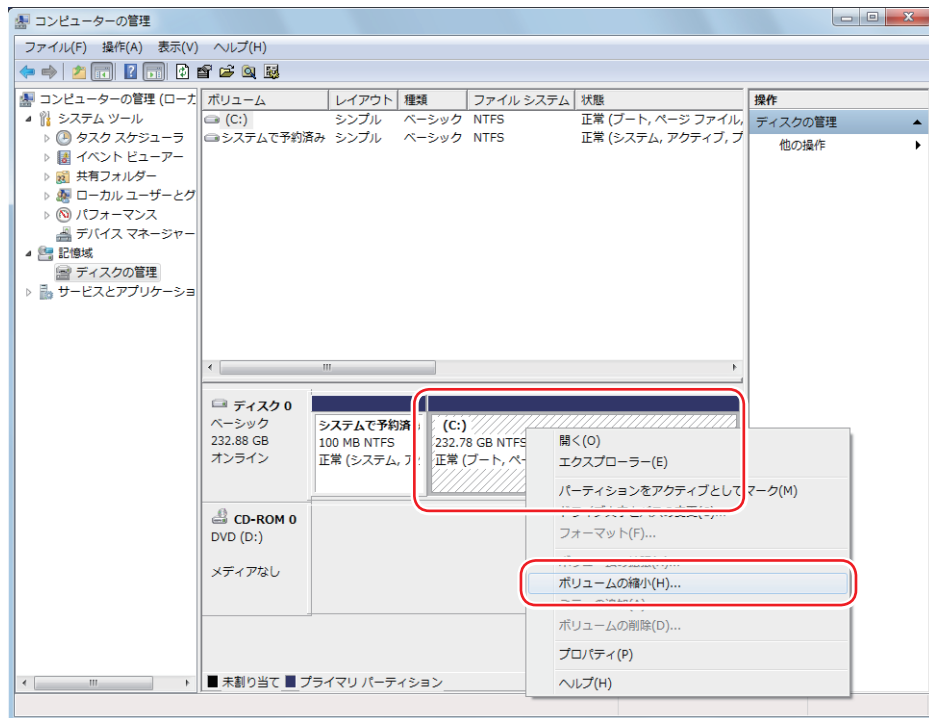 コンピューターの管理
ファイル(F) 操作(A) 表示(V) ヘルプ(H)
コンピューターの管理 (ローカ
システム ツール
タスク スケジューラ
イベント ビューアー
共有フォルダー
ローカル ユーザーとグ
パフォーマンス
デバイス マネージャー
記憶域
ディスクの管理
サービスとアプリケーショ
ボリューム レイアウト 種類 ファイル システム 状態
(C:) シンプル ベーシック NTFS 正常 (ブート, ページ ファイル,
システムで予約済み シンプル ベーシック NTFS 正常 (システム, アクティブ, プ
操作
ディスクの管理
他の操作
ディスク 0
ベーシック
232.88 GB
オンライン
システムで予約済
100 MB NTFS
正常 (システム, ア
(C:)
232.78 GB NTFS
正常 (ブート, ペー
CD-ROM 0
DVD (D:)
メディアなし
開く(O)
エクスプローラー(E)
パーティションをアクティブとしてマーク(M)
フォーマット(F)...
ボリュームの縮小(H)...
ボリュームの削除(D)...
プロパティ(P)
ヘルプ(H)
未割り当て プライマリ パーティション